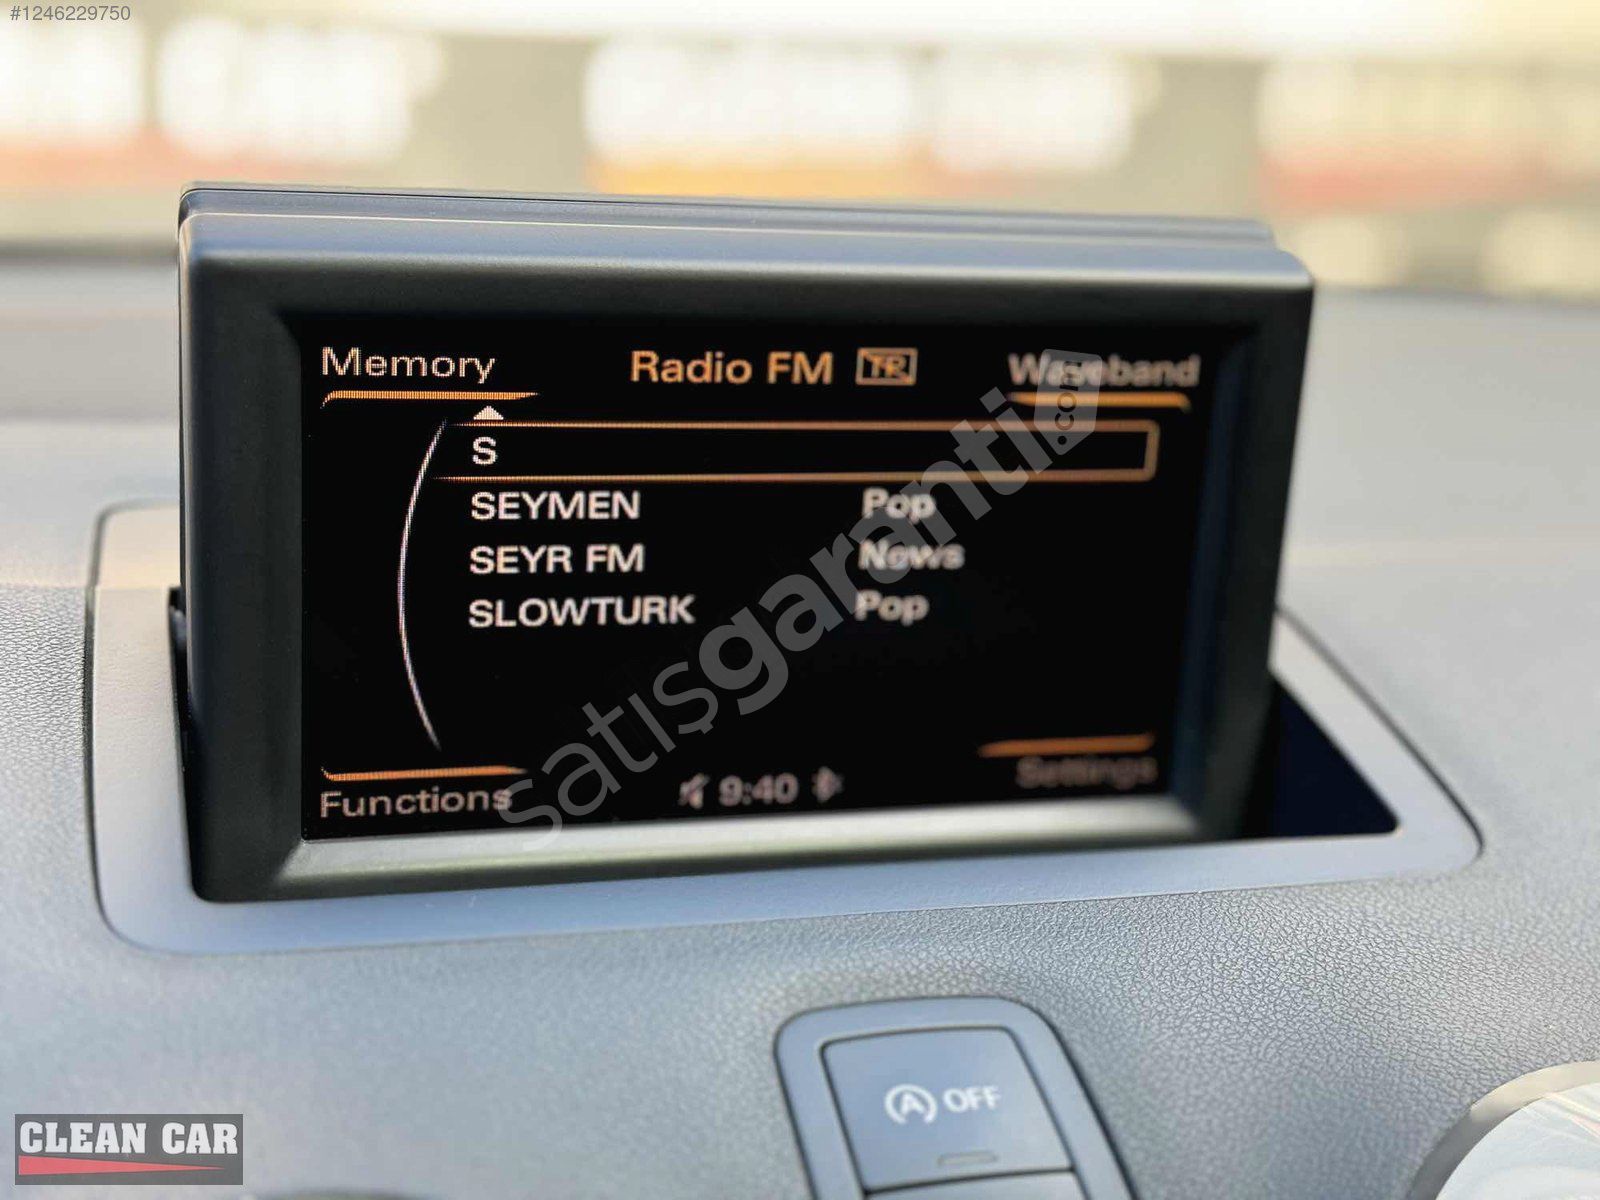 #1246229750
Memory
Radio FM TP
Waveband
S
SEYMEN Pop
SEYR FM News
SLOWTURK Pop
Functions
9:40
Settings
satışgaranti.com
A OFF
CLEAN CAR